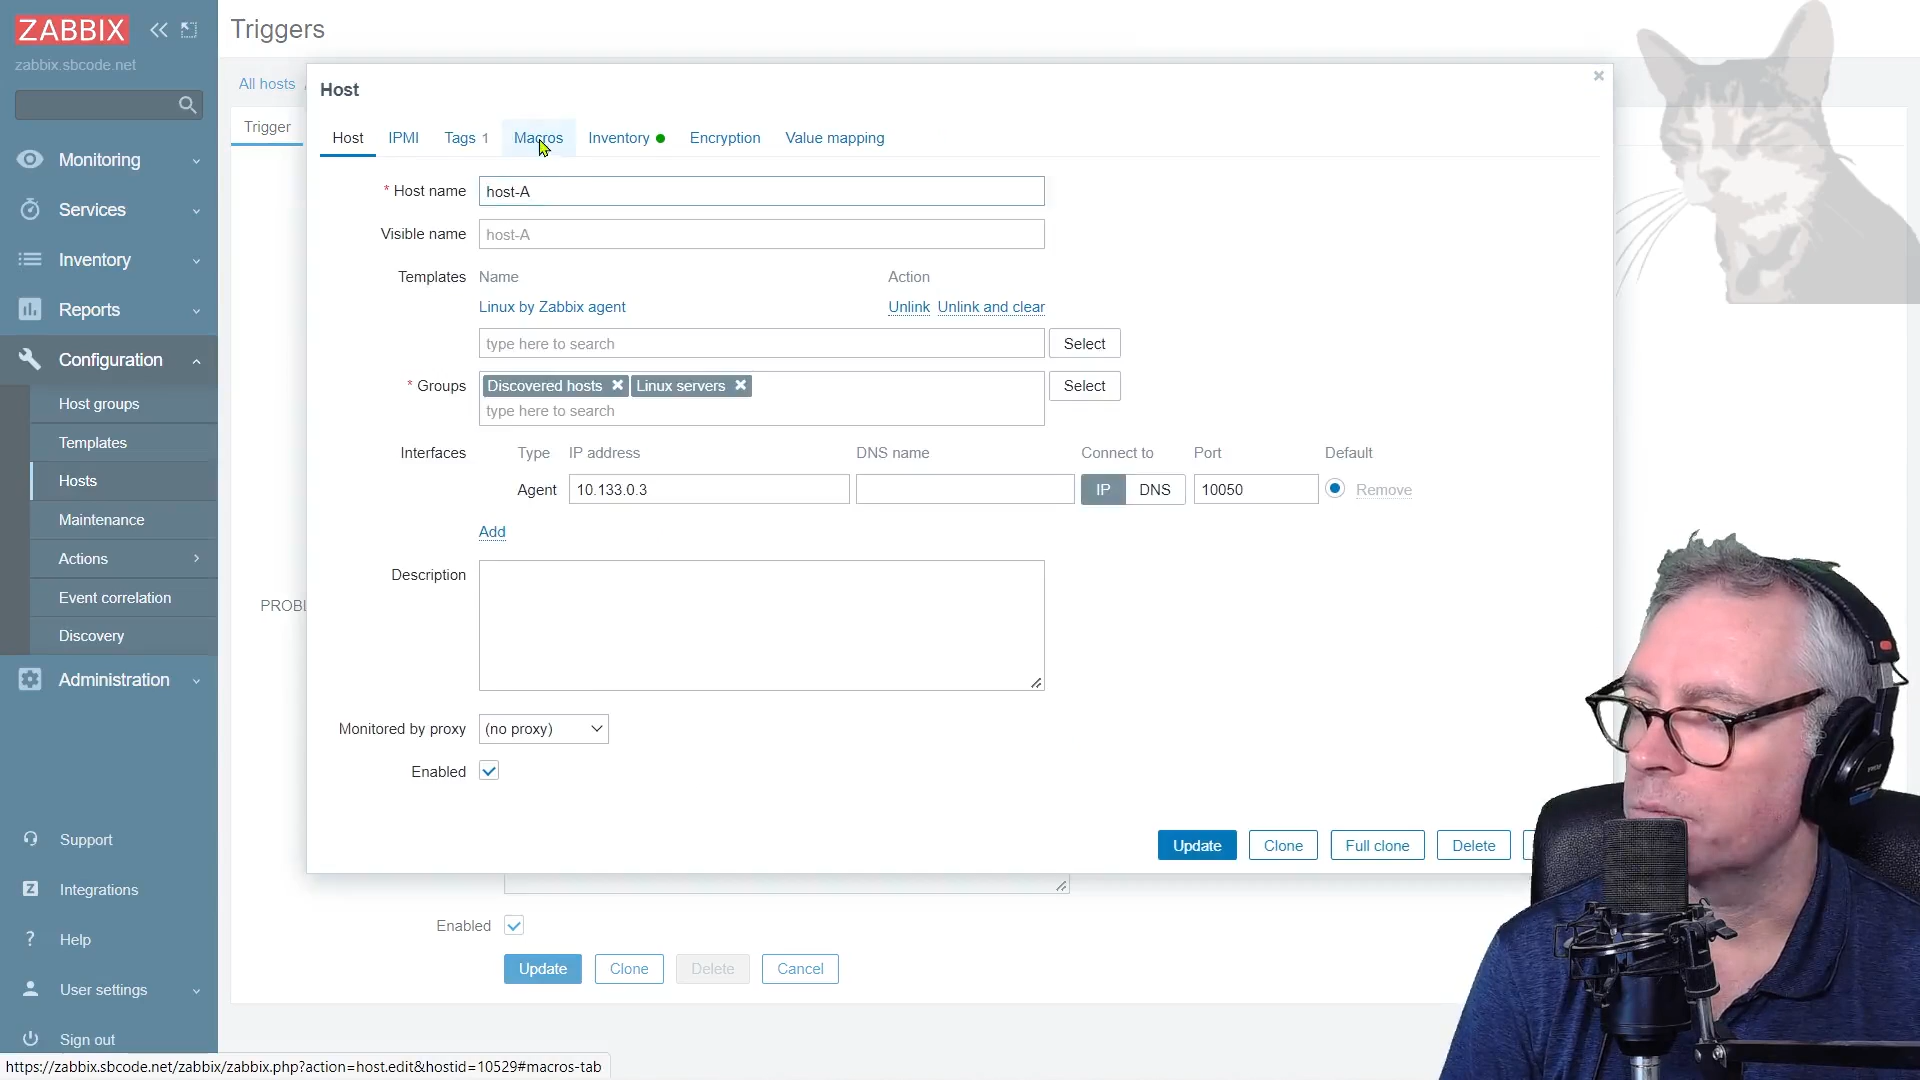 ZABBIX
zabbix.sbcode.net
Monitoring
Services
Inventory
Reports
Configuration
Host groups
Templates
Hosts
Maintenance
Actions
Event correlation
Discovery
Administration
Support
Integrations
Help
User settings
Sign out
Triggers
All hosts
Trigger
Host
Host IPMI Tags 1 Macros Inventory Encryption Value mapping
* Host name host-A
Visible name host-A
Templates Name Action
Linux by Zabbix agent Unlink Unlink and clear
type here to search Select
* Groups Discovered hosts Linux servers Select
type here to search
Interfaces Type IP address DNS name Connect to Port Default
Agent 10.133.0.3 IP DNS 10050 Remove
Add
Description
PROBL
Monitored by proxy (no proxy)
Enabled
Update Clone Full clone Delete
Enabled
Update Clone Delete Cancel
https://zabbix.sbcode.net/zabbix/zabbix.php?action=host.edit&hostid=10529#macros-tab